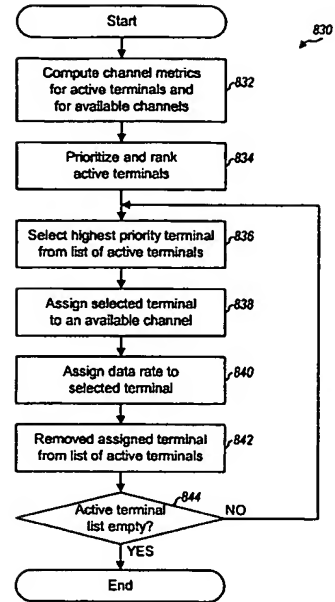 Start
830
Compute channel metrics
for active terminals and
for available channels
832
Prioritize and rank
active terminals
834
Select highest priority terminal
from list of active terminals
836
Assign selected terminal
to an available channel
838
Assign data rate to
selected terminal
840
Removed assigned terminal
from list of active terminals
842
844
Active terminal
list empty?
NO
YES
End